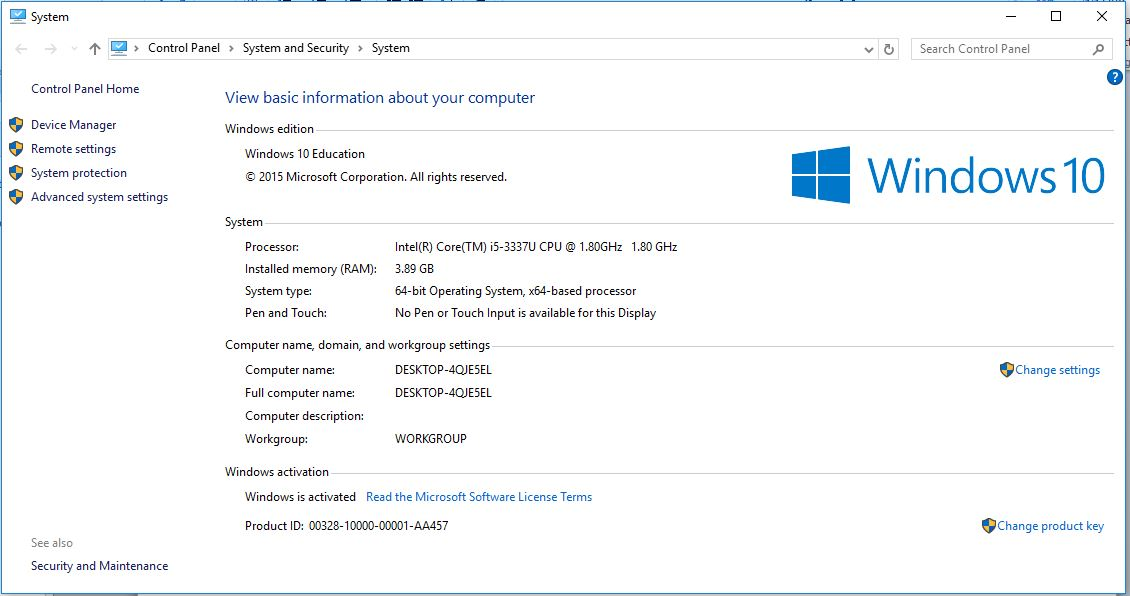 System
Control Panel > System and Security > System
Search Control Panel
?
Control Panel Home
Device Manager
Remote settings
System protection
Advanced system settings
View basic information about your computer
Windows edition
Windows 10 Education
© 2015 Microsoft Corporation. All rights reserved.
Windows 10
System
Processor: Intel(R) Core(TM) i5-3337U CPU @ 1.80GHz 1.80 GHz
Installed memory (RAM): 3.89 GB
System type: 64-bit Operating System, x64-based processor
Pen and Touch: No Pen or Touch Input is available for this Display
Computer name, domain, and workgroup settings
Computer name: DESKTOP-4QJE5EL
Change settings
Full computer name: DESKTOP-4QJE5EL
Computer description:
Workgroup: WORKGROUP
Windows activation
Windows is activated Read the Microsoft Software License Terms
Product ID: 00328-10000-00001-AA457
Change product key
See also
Security and Maintenance